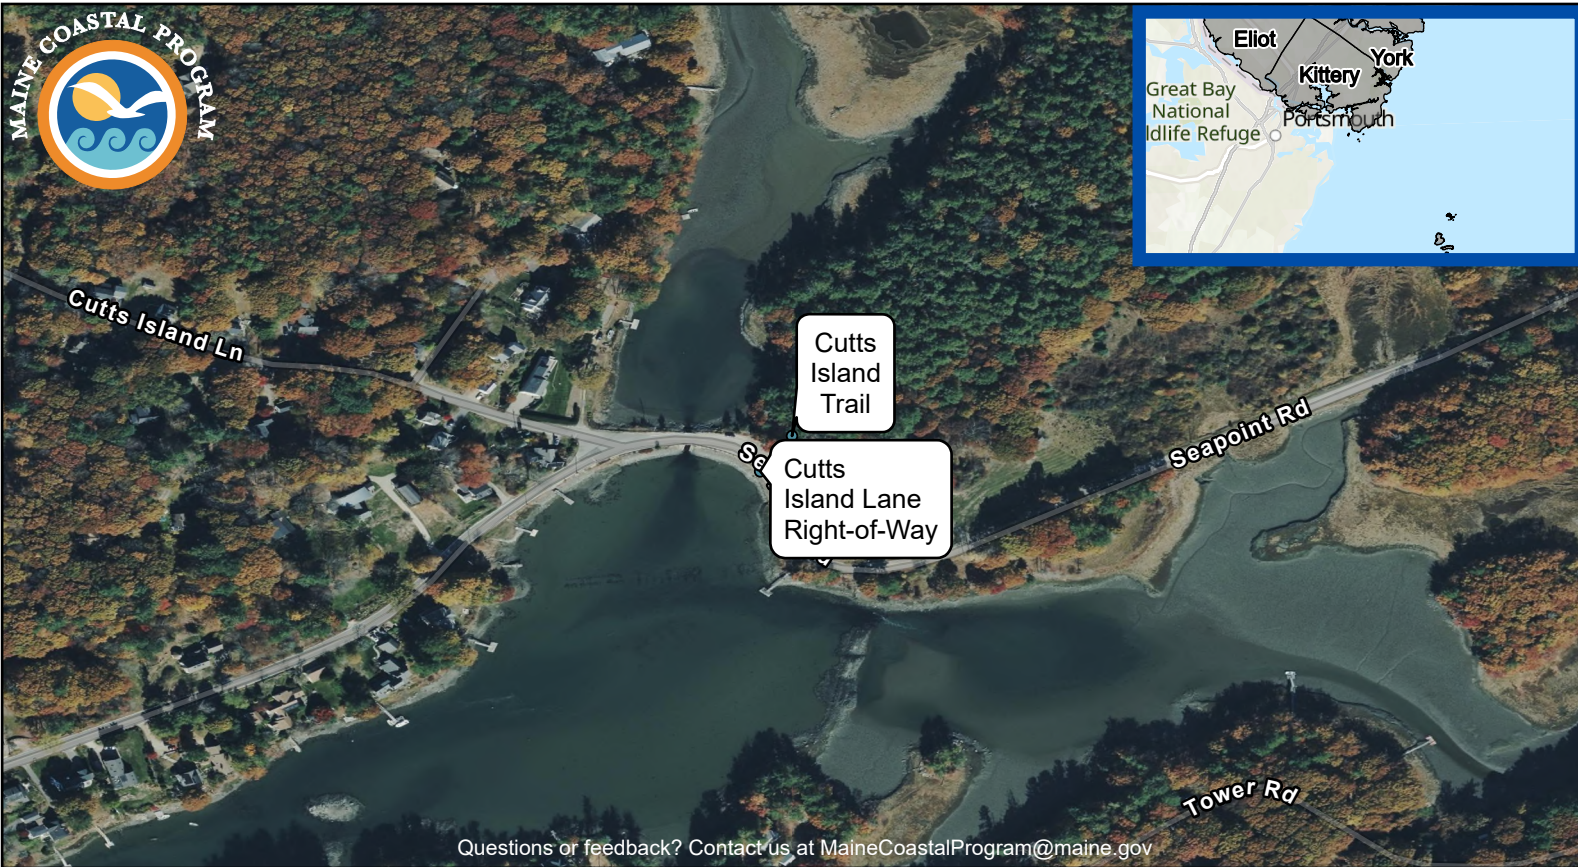 MAINE COASTAL PROGRAM
Eliot
York
Kittery
Great Bay
National
ldlife Refuge
Portsmouth
Cutts Island Ln
Cutts
Island
Trail
Seapoint Rd
Se
Cutts
Island Lane
Right-of-Way
Tower Rd
Questions or feedback? Contact us at MaineCoastalProgram@maine.gov